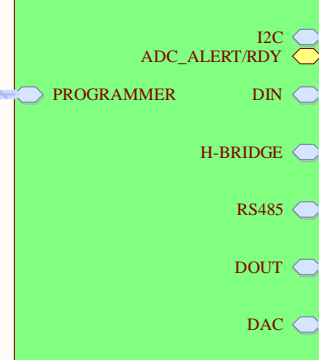 I2C
ADC_ALERT/RDY
PROGRAMMER DIN
H-BRIDGE
RS485
DOUT
DAC